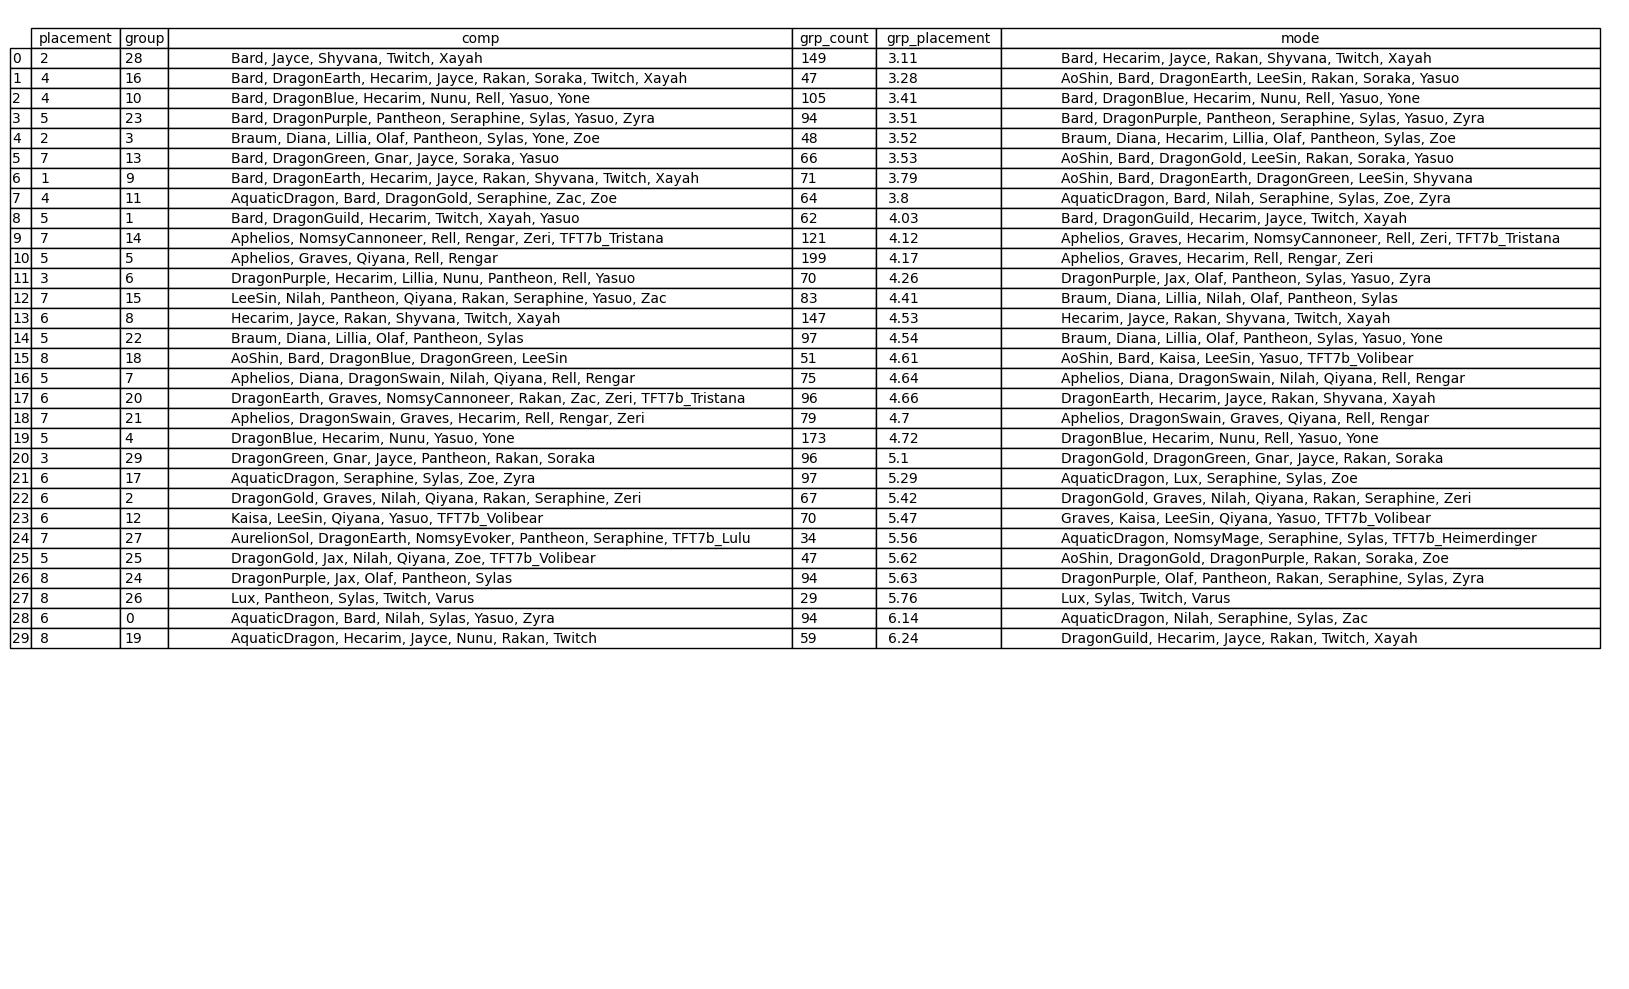 placement group comp grp_count grp_placement mode
0 2 28 Bard, Jayce, Shyvana, Twitch, Xayah 149 3.11 Bard, Hecarim, Jayce, Rakan, Shyvana, Twitch, Xayah
1 4 16 Bard, DragonEarth, Hecarim, Jayce, Rakan, Soraka, Twitch, Xayah 47 3.28 AoShin, Bard, DragonEarth, LeeSin, Rakan, Soraka, Yasuo
2 4 10 Bard, DragonBlue, Hecarim, Nunu, Rell, Yasuo, Yone 105 3.41 Bard, DragonBlue, Hecarim, Nunu, Rell, Yasuo, Yone
3 5 23 Bard, DragonPurple, Pantheon, Seraphine, Sylas, Yasuo, Zyra 94 3.51 Bard, DragonPurple, Pantheon, Seraphine, Sylas, Yasuo, Zyra
4 2 3 Braum, Diana, Lillia, Olaf, Pantheon, Sylas, Yone, Zoe 48 3.52 Braum, Diana, Hecarim, Lillia, Olaf, Pantheon, Sylas, Zoe
5 7 13 Bard, DragonGreen, Gnar, Jayce, Soraka, Yasuo 66 3.53 AoShin, Bard, DragonGold, LeeSin, Rakan, Soraka, Yasuo
6 1 9 Bard, DragonEarth, Hecarim, Jayce, Rakan, Shyvana, Twitch, Xayah 71 3.79 AoShin, Bard, DragonEarth, DragonGreen, LeeSin, Shyvana
7 4 11 AquaticDragon, Bard, DragonGold, Seraphine, Zac, Zoe 64 3.8 AquaticDragon, Bard, Nilah, Seraphine, Sylas, Zoe, Zyra
8 5 1 Bard, DragonGuild, Hecarim, Twitch, Xayah, Yasuo 62 4.03 Bard, DragonGuild, Hecarim, Jayce, Twitch, Xayah
9 7 14 Aphelios, NomsyCannoneer, Rell, Rengar, Zeri, TFT7b_Tristana 121 4.12 Aphelios, Graves, Hecarim, NomsyCannoneer, Rell, Zeri, TFT7b_Tristana
10 5 5 Aphelios, Graves, Qiyana, Rell, Rengar 199 4.17 Aphelios, Graves, Hecarim, Rell, Rengar, Zeri
11 3 6 DragonPurple, Hecarim, Lillia, Nunu, Pantheon, Rell, Yasuo 70 4.26 DragonPurple, Jax, Olaf, Pantheon, Sylas, Yasuo, Zyra
12 7 15 LeeSin, Nilah, Pantheon, Qiyana, Rakan, Seraphine, Yasuo, Zac 83 4.41 Braum, Diana, Lillia, Nilah, Olaf, Pantheon, Sylas
13 6 8 Hecarim, Jayce, Rakan, Shyvana, Twitch, Xayah 147 4.53 Hecarim, Jayce, Rakan, Shyvana, Twitch, Xayah
14 5 22 Braum, Diana, Lillia, Olaf, Pantheon, Sylas 97 4.54 Braum, Diana, Lillia, Olaf, Pantheon, Sylas, Yasuo, Yone
15 8 18 AoShin, Bard, DragonBlue, DragonGreen, LeeSin 51 4.61 AoShin, Bard, Kaisa, LeeSin, Yasuo, TFT7b_Volibear
16 5 7 Aphelios, Diana, DragonSwain, Nilah, Qiyana, Rell, Rengar 75 4.64 Aphelios, Diana, DragonSwain, Nilah, Qiyana, Rell, Rengar
17 6 20 DragonEarth, Graves, NomsyCannoneer, Rakan, Zac, Zeri, TFT7b_Tristana 96 4.66 DragonEarth, Hecarim, Jayce, Rakan, Shyvana, Xayah
18 7 21 Aphelios, DragonSwain, Graves, Hecarim, Rell, Rengar, Zeri 79 4.7 Aphelios, DragonSwain, Graves, Qiyana, Rell, Rengar
19 5 4 DragonBlue, Hecarim, Nunu, Yasuo, Yone 173 4.72 DragonBlue, Hecarim, Nunu, Rell, Yasuo, Yone
20 3 29 DragonGreen, Gnar, Jayce, Pantheon, Rakan, Soraka 96 5.1 DragonGold, DragonGreen, Gnar, Jayce, Rakan, Soraka
21 6 17 AquaticDragon, Seraphine, Sylas, Zoe, Zyra 97 5.29 AquaticDragon, Lux, Seraphine, Sylas, Zoe
22 6 2 DragonGold, Graves, Nilah, Qiyana, Rakan, Seraphine, Zeri 67 5.42 DragonGold, Graves, Nilah, Qiyana, Rakan, Seraphine, Zeri
23 6 12 Kaisa, LeeSin, Qiyana, Yasuo, TFT7b_Volibear 70 5.47 Graves, Kaisa, LeeSin, Qiyana, Yasuo, TFT7b_Volibear
24 7 27 AurelionSol, DragonEarth, NomsyEvoker, Pantheon, Seraphine, TFT7b_Lulu 34 5.56 AquaticDragon, NomsyMage, Seraphine, Sylas, TFT7b_Heimerdinger
25 5 25 DragonGold, Jax, Nilah, Qiyana, Zoe, TFT7b_Volibear 47 5.62 AoShin, DragonGold, DragonPurple, Rakan, Soraka, Zoe
26 8 24 DragonPurple, Jax, Olaf, Pantheon, Sylas 94 5.63 DragonPurple, Olaf, Pantheon, Rakan, Seraphine, Sylas, Zyra
27 8 26 Lux, Pantheon, Sylas, Twitch, Varus 29 5.76 Lux, Sylas, Twitch, Varus
28 6 0 AquaticDragon, Bard, Nilah, Sylas, Yasuo, Zyra 94 6.14 AquaticDragon, Nilah, Seraphine, Sylas, Zac
29 8 19 AquaticDragon, Hecarim, Jayce, Nunu, Rakan, Twitch 59 6.24 DragonGuild, Hecarim, Jayce, Rakan, Twitch, Xayah